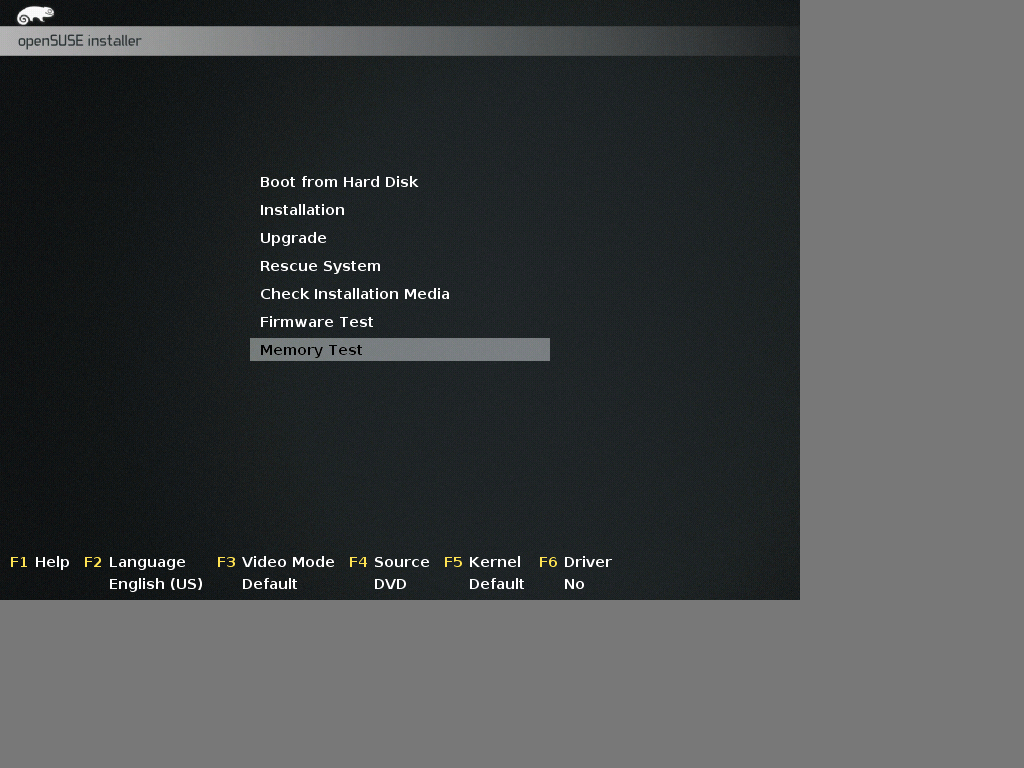 openSUSE installer
Boot from Hard Disk
Installation
Upgrade
Rescue System
Check Installation Media
Firmware Test
Memory Test
F1 Help F2 Language F3 Video Mode F4 Source F5 Kernel F6 Driver
English (US) Default DVD Default No